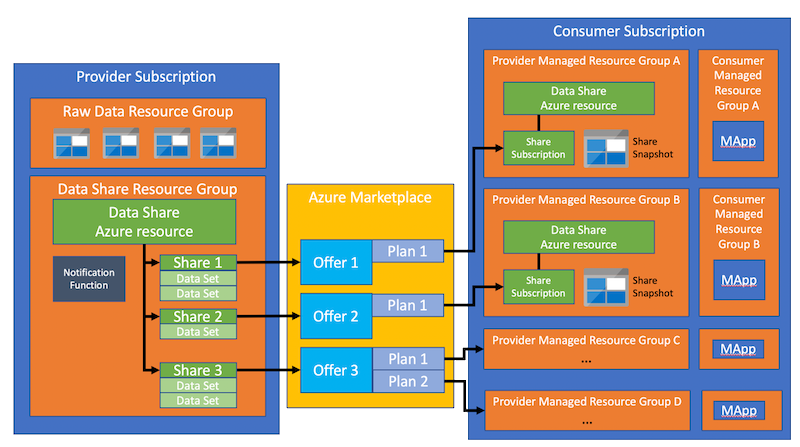 Provider Subscription
Raw Data Resource Group
Data Share Resource Group
Data Share
Azure resource
Notification
Function
Share 1
Data Set
Data Set
Share 2
Data Set
Share 3
Data Set
Data Set
Azure Marketplace
Offer 1
Plan 1
Offer 2
Plan 1
Offer 3
Plan 1
Plan 2
Consumer Subscription
Provider Managed Resource Group A
Data Share
Azure resource
Share
Subscription
Share
Snapshot
Consumer
Managed
Resource
Group A
MApp
Provider Managed Resource Group B
Data Share
Azure resource
Share
Subscription
Share
Snapshot
Consumer
Managed
Resource
Group B
MApp
Provider Managed Resource Group C
...
MApp
Provider Managed Resource Group D
...
MApp